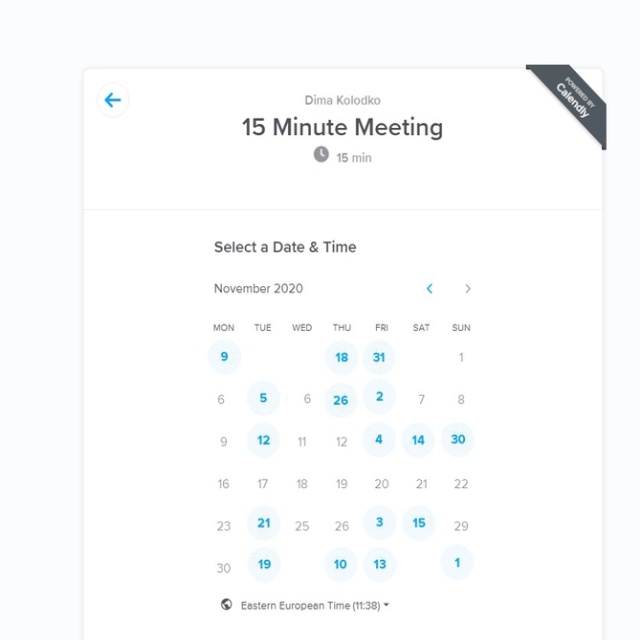 POWERED BY
Calendly
Dima Kolodko
15 Minute Meeting
15 min
Select a Date & Time
November 2020
MON TUE WED THU FRI SAT SUN
9 18 31 1
6 5 6 26 2 7 8
9 12 11 12 4 14 30
16 17 18 19 20 21 22
23 21 25 26 3 15 29
30 19 10 13 1
Eastern European Time (11:38)